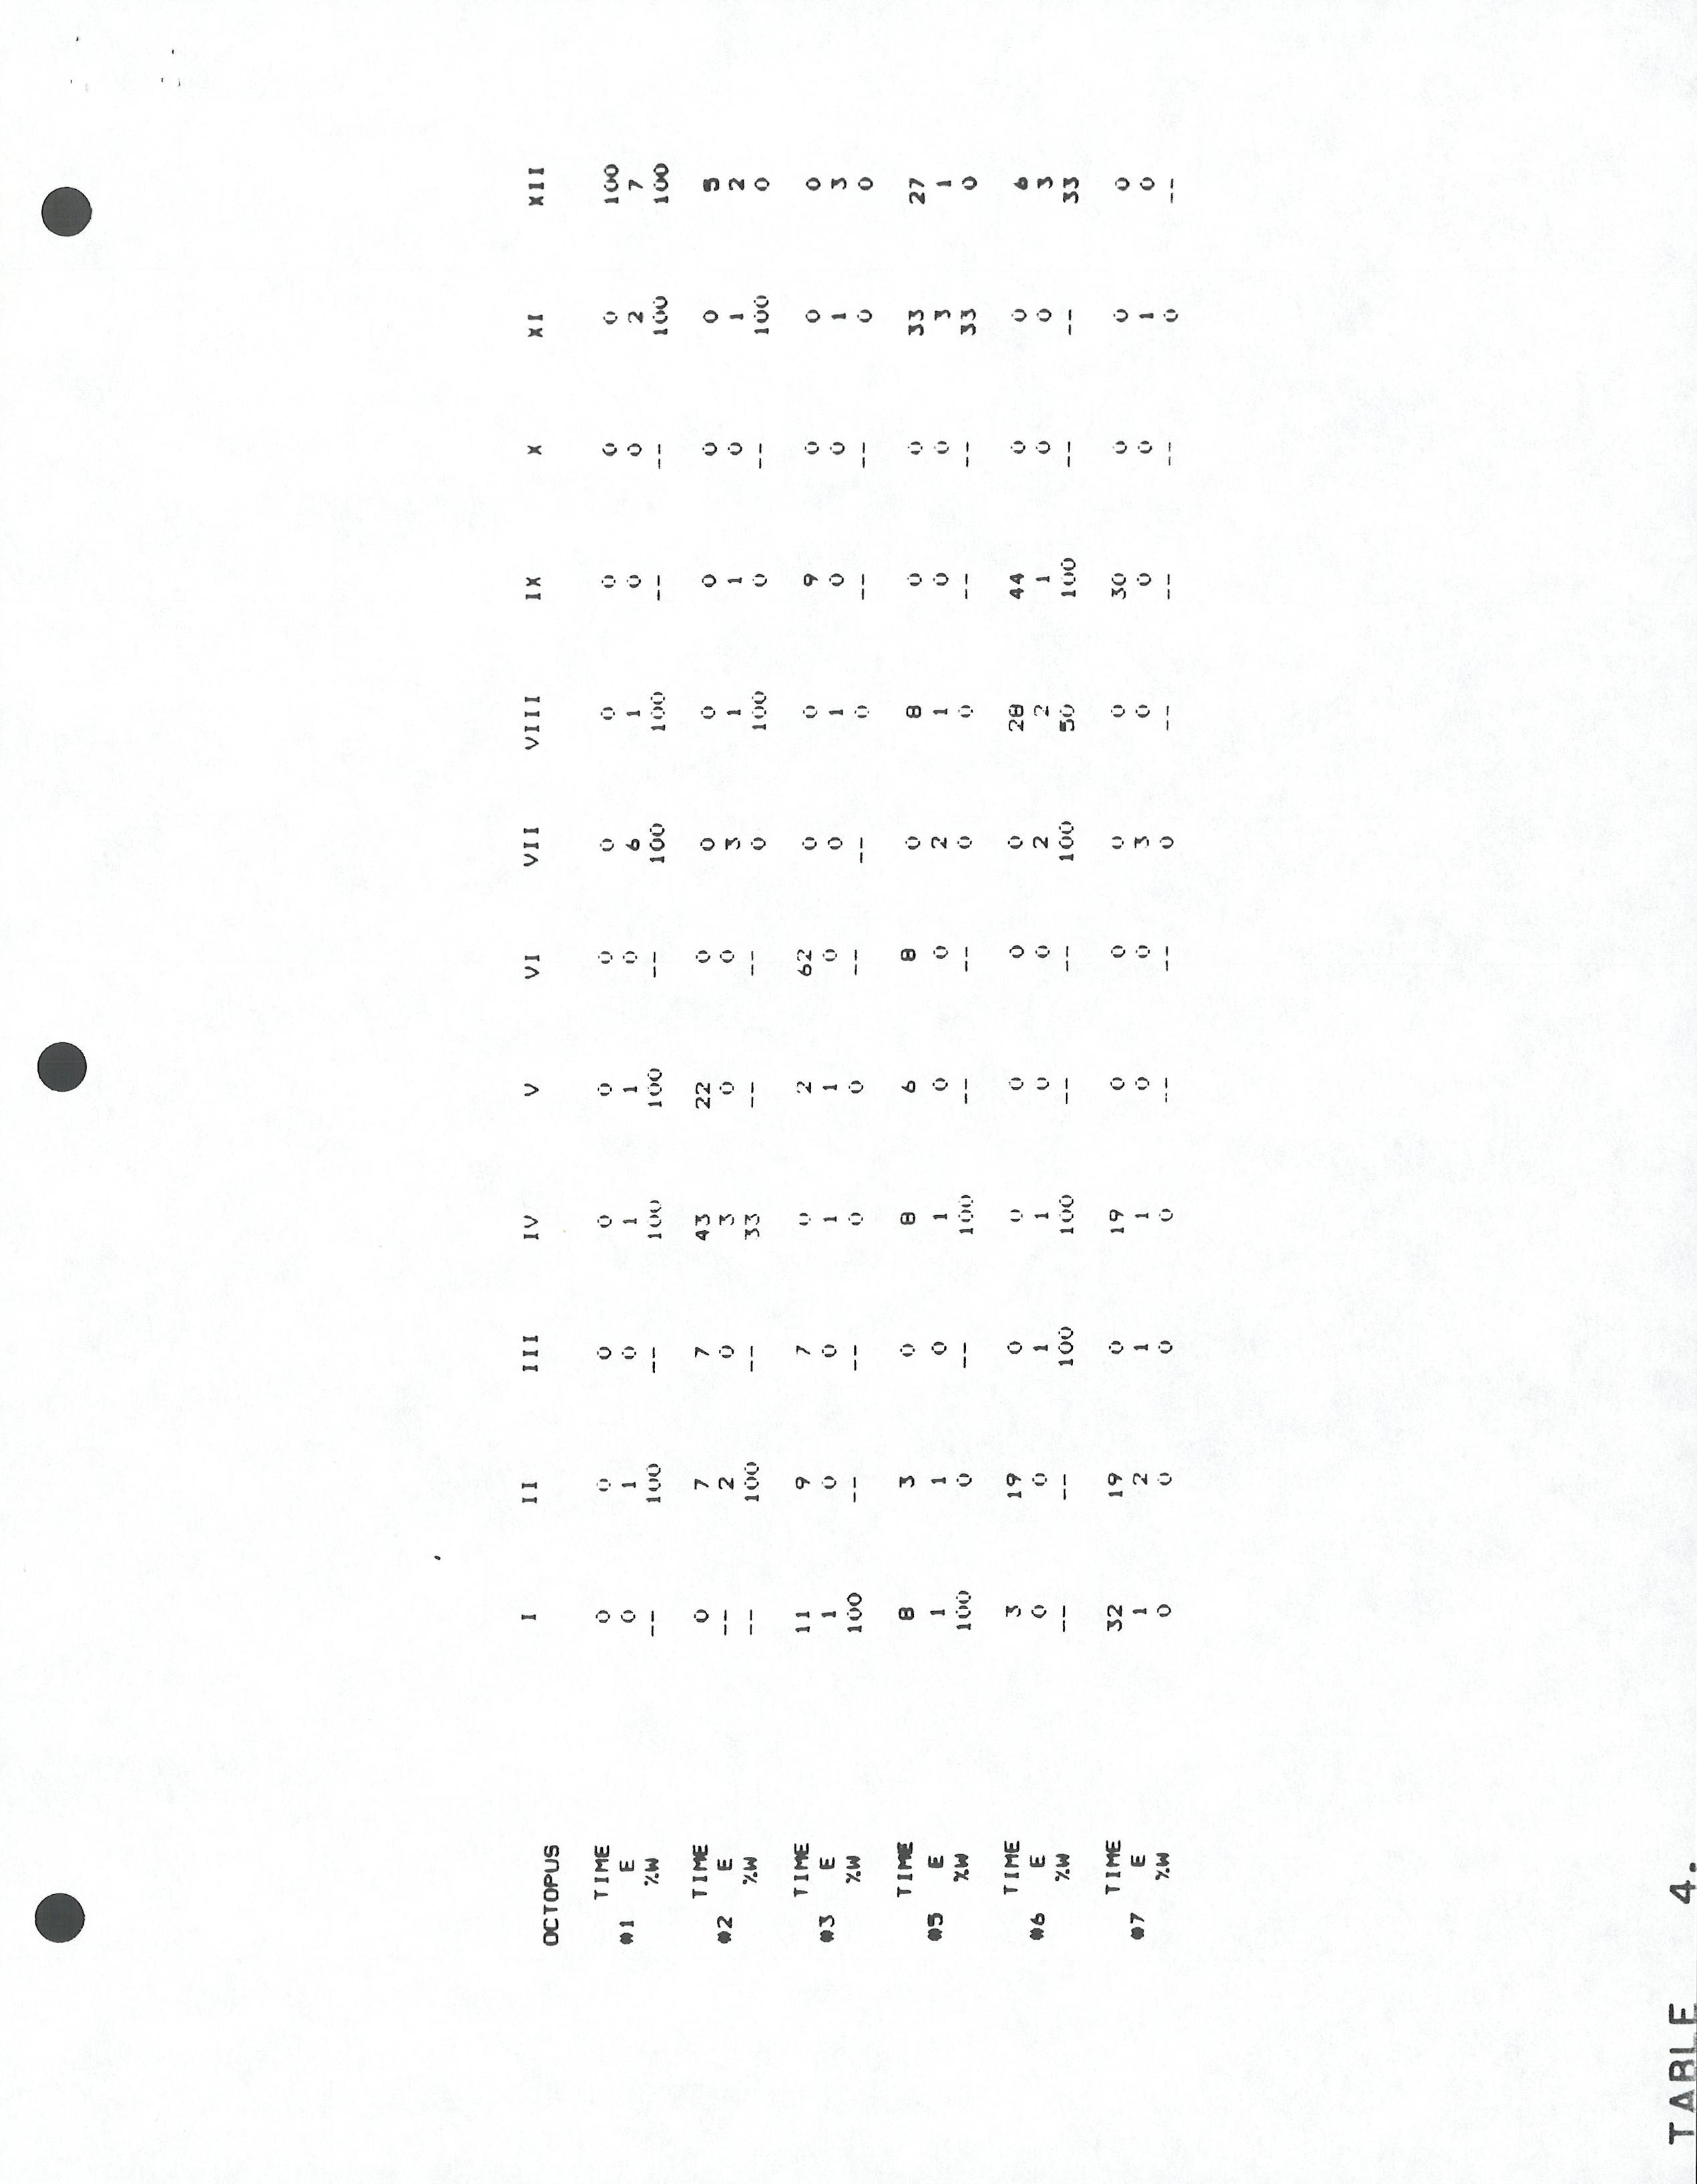 OCTOPUS I II III IV V VI VII VIII IX X XI XII
TIME 0 0 0 0 0 0 0 0 0 0 0 100
#1 E 0 1 0 1 1 0 6 1 0 0 2 7
%W -- 100 -- 100 100 -- 100 100 -- -- 100 100
TIME 0 7 7 43 22 0 0 0 0 0 0 5
#2 E -- 2 0 3 0 0 3 1 1 0 1 2
%W -- 100 -- 33 -- -- 0 100 0 -- 100 0
TIME 11 9 7 0 2 62 0 0 9 0 0 0
#3 E 1 0 0 1 1 0 0 1 0 0 1 3
%W 100 -- -- 0 0 -- -- 0 -- -- 0 0
TIME 8 3 0 8 6 8 0 8 0 0 33 27
#5 E 1 1 0 1 0 0 2 1 0 0 3 1
%W 100 0 -- 100 -- -- 0 0 -- -- 33 0
TIME 3 19 0 0 0 0 0 28 44 0 0 6
#6 E 0 0 1 1 0 0 2 2 1 0 0 3
%W -- -- 100 100 -- -- 100 50 100 -- -- 33
TIME 32 19 0 19 0 0 0 0 30 0 0 0
#7 E 1 2 1 1 0 0 3 0 0 0 1 0
%W 0 0 0 0 -- -- 0 -- -- -- 0 --
TABLE 4.